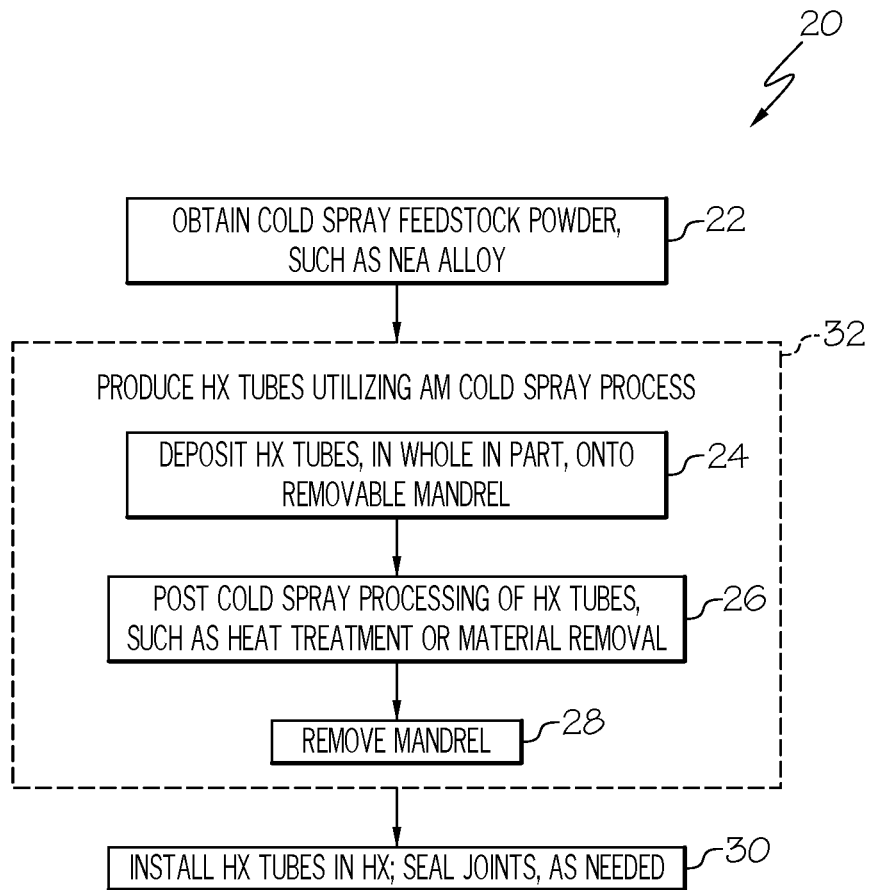 20
OBTAIN COLD SPRAY FEEDSTOCK POWDER,
SUCH AS NEA ALLOY
22
32
PRODUCE HX TUBES UTILIZING AM COLD SPRAY PROCESS
DEPOSIT HX TUBES, IN WHOLE IN PART, ONTO
REMOVABLE MANDREL
24
POST COLD SPRAY PROCESSING OF HX TUBES,
SUCH AS HEAT TREATMENT OR MATERIAL REMOVAL
26
REMOVE MANDREL
28
INSTALL HX TUBES IN HX; SEAL JOINTS, AS NEEDED
30